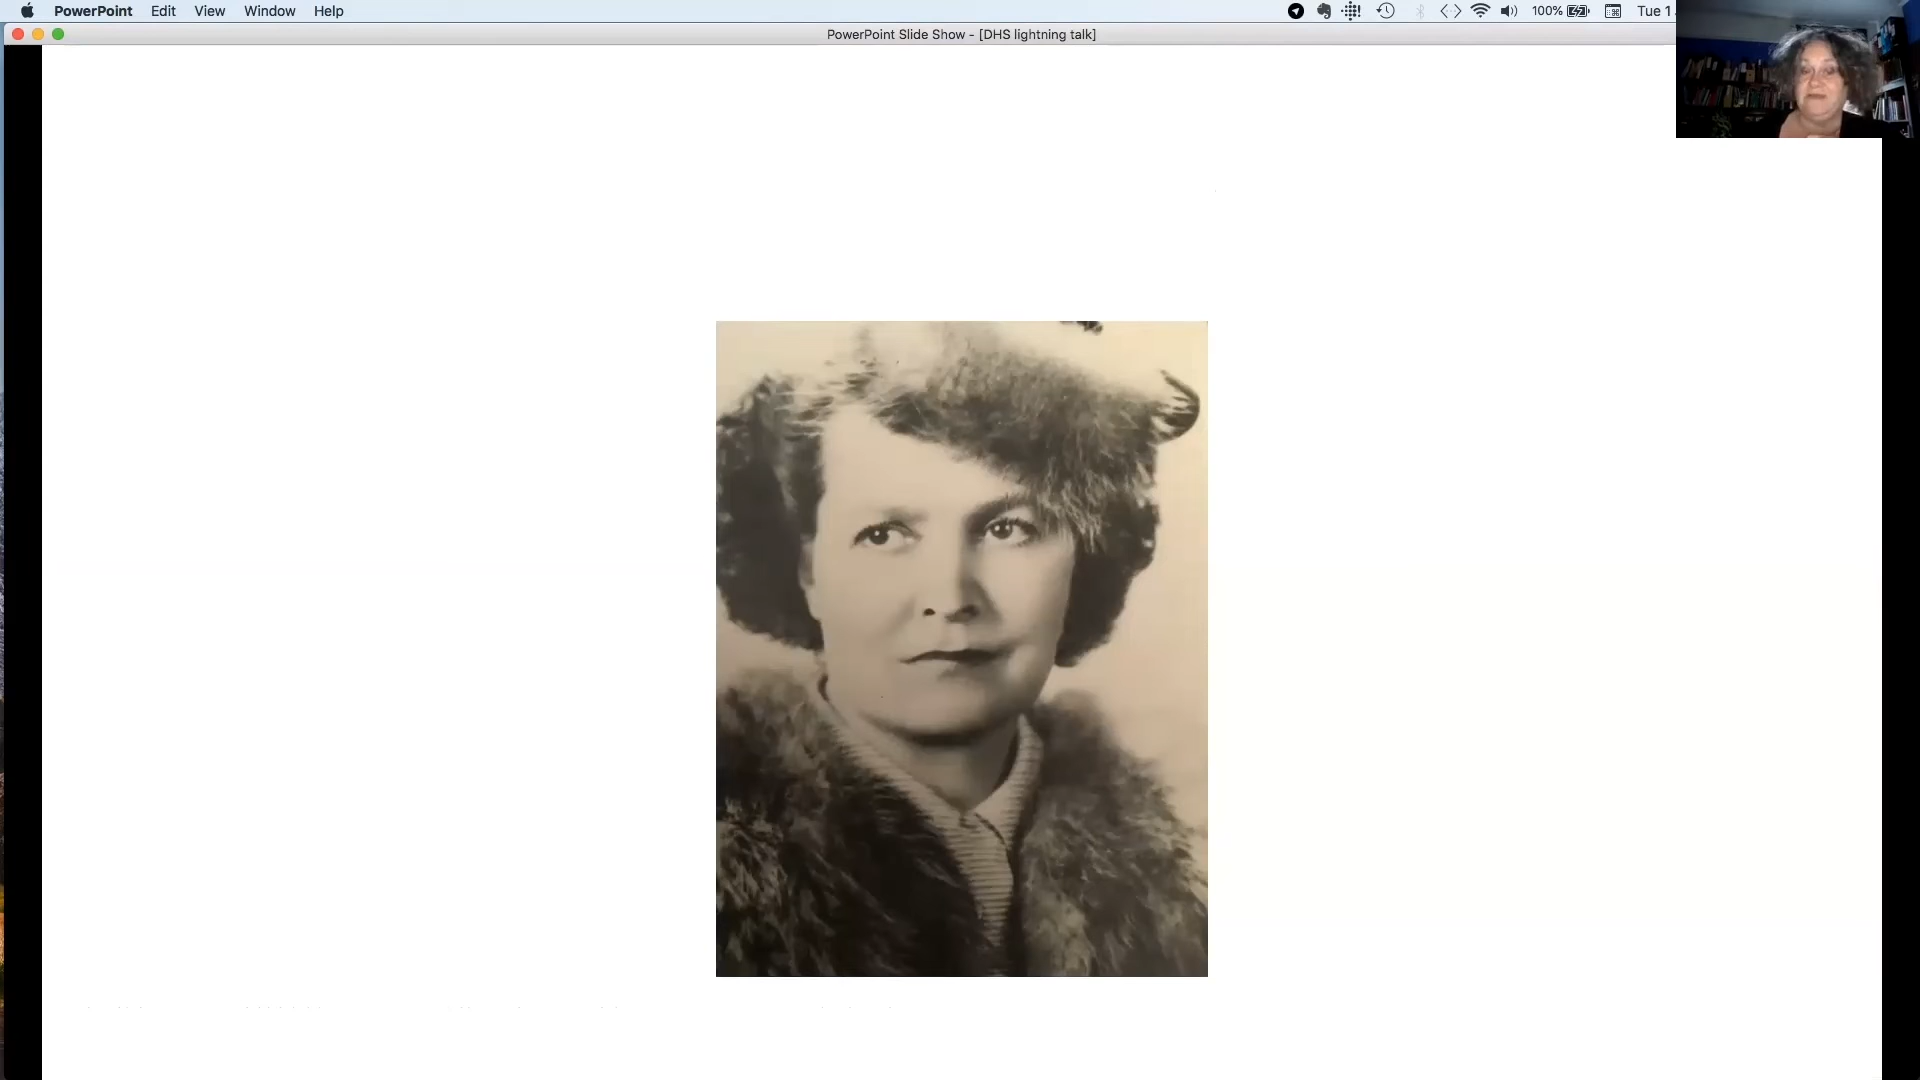 PowerPoint Edit View Window Help 100% Tue 1
PowerPoint Slide Show - [DHS lightning talk]